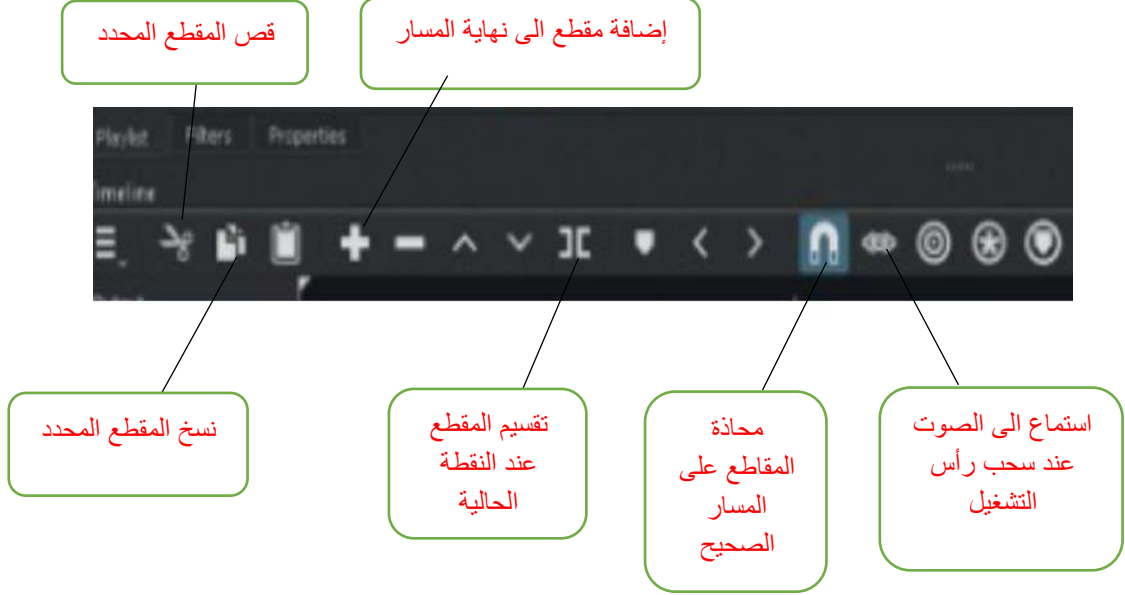 قص المقطع المحدد
إضافة مقطع الى نهاية المسار
Playlist Filters Properties
Timeline
نسخ المقطع المحدد
تقسيم المقطع
عند النقطة
الحالية
محاذة
المقاطع على
المسار
الصحيح
استماع الى الصوت
عند سحب رأس
التشغيل